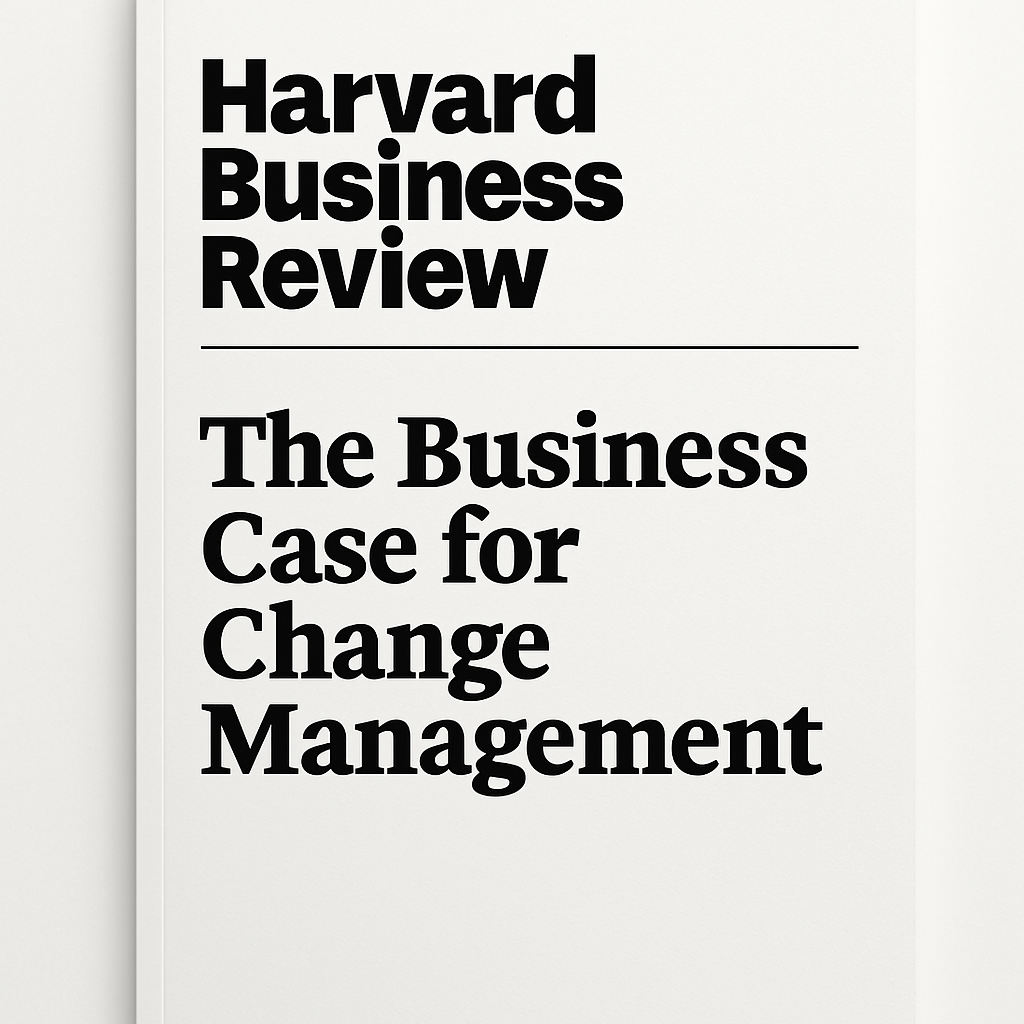 Harvard
Business
Review
The Business
Case for
Change
Management